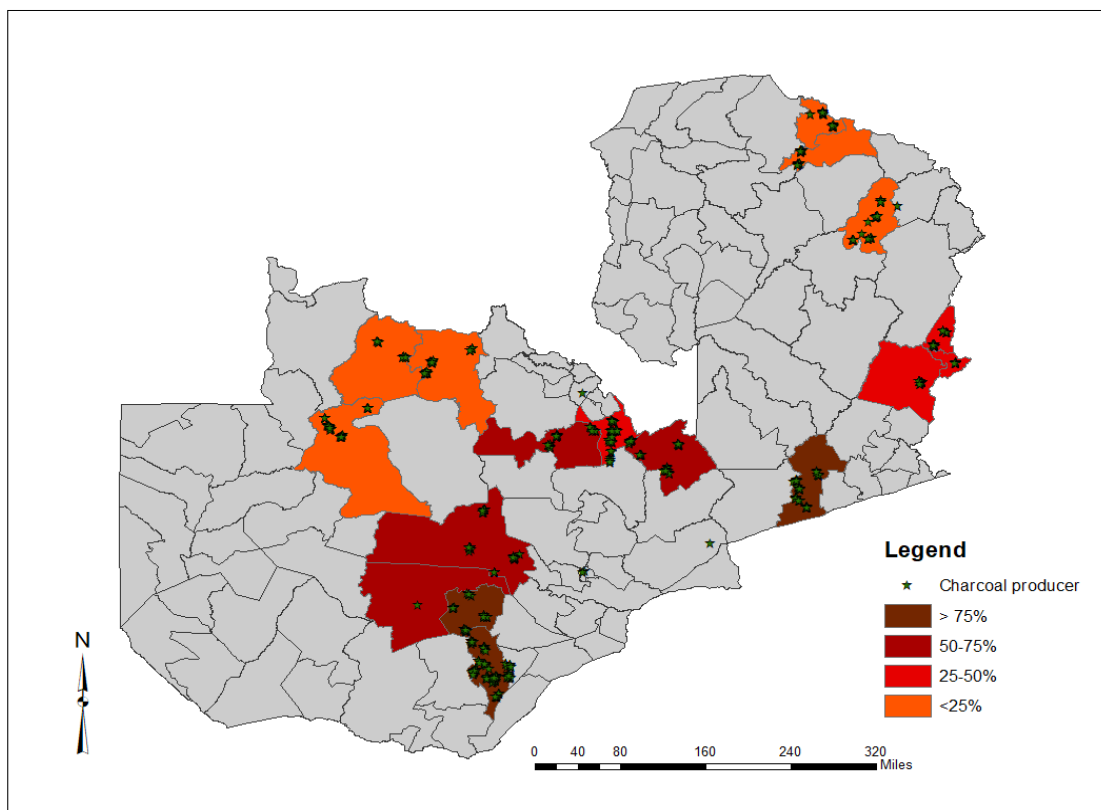 Legend
Charcoal producer
> 75%
50-75%
25-50%
<25%
N
0 40 80 160 240 320
Miles